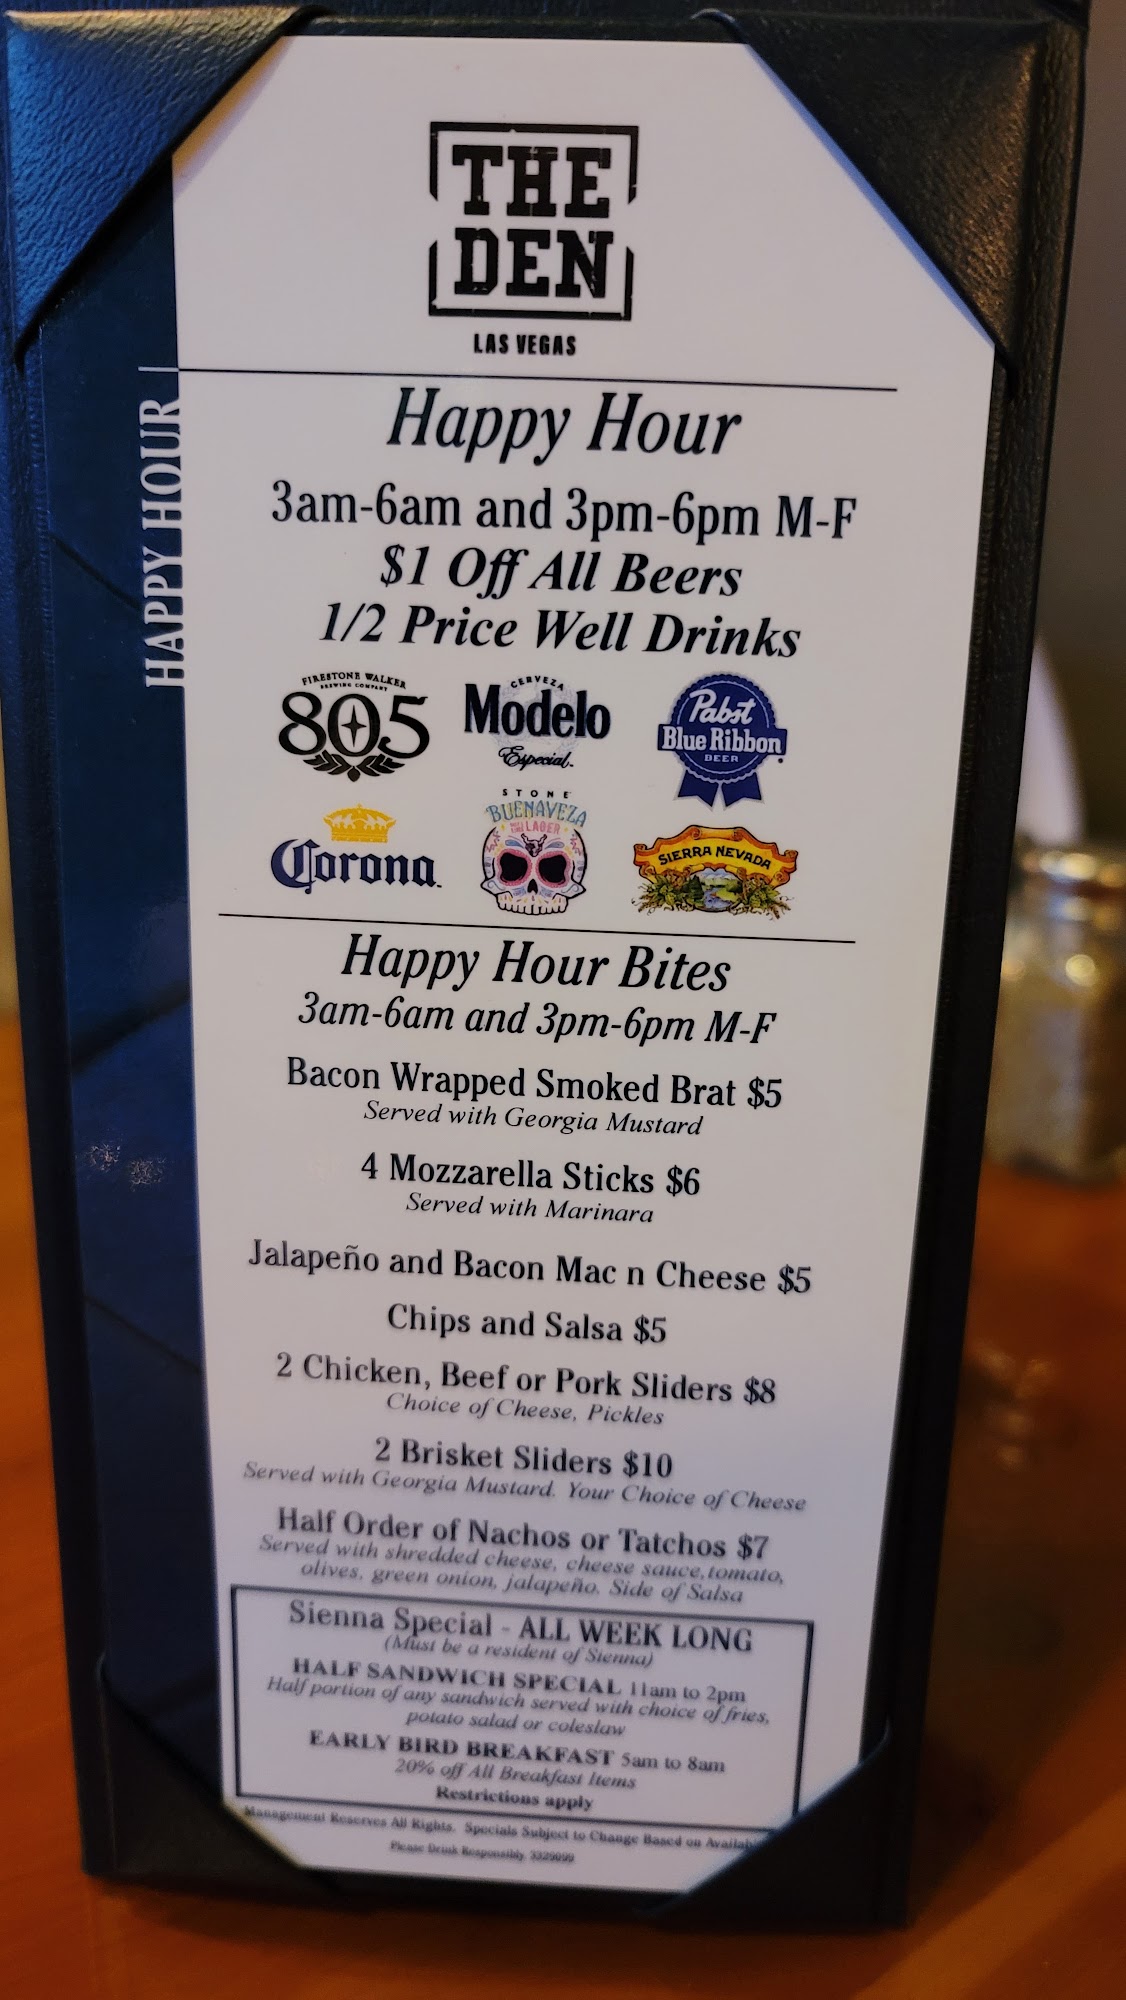 THE
DEN
LAS VEGAS
HAPPY HOUR
Happy Hour
3am-6am and 3pm-6pm M-F
$1 Off All Beers
1/2 Price Well Drinks
FIRESTONE WALKER
BREWING COMPANY
805
CERVEZA
Modelo
Especial.
Pabst
Blue Ribbon
BEER
Corona.
STONE
BUENAVEZA
LAGER
SIERRA NEVADA
Happy Hour Bites
3am-6am and 3pm-6pm M-F
Bacon Wrapped Smoked Brat $5
Served with Georgia Mustard
4 Mozzarella Sticks $6
Served with Marinara
Jalapeño and Bacon Mac n Cheese $5
Chips and Salsa $5
2 Chicken, Beef or Pork Sliders $8
Choice of Cheese, Pickles
2 Brisket Sliders $10
Served with Georgia Mustard. Your Choice of Cheese
Half Order of Nachos or Tatchos $7
Served with shredded cheese, cheese sauce,tomato,
olives, green onion, jalapeño. Side of Salsa
Sienna Special - ALL WEEK LONG
(Must be a resident of Sienna)
HALF SANDWICH SPECIAL 11am to 2pm
Half portion of any sandwich served with choice of fries,
potato salad or coleslaw
EARLY BIRD BREAKFAST 5am to 8am
20% off All Breakfast Items
Restrictions apply
Management Reserves All Rights. Specials Subject to Change Based on
Please Drink Responsibly. 3329099